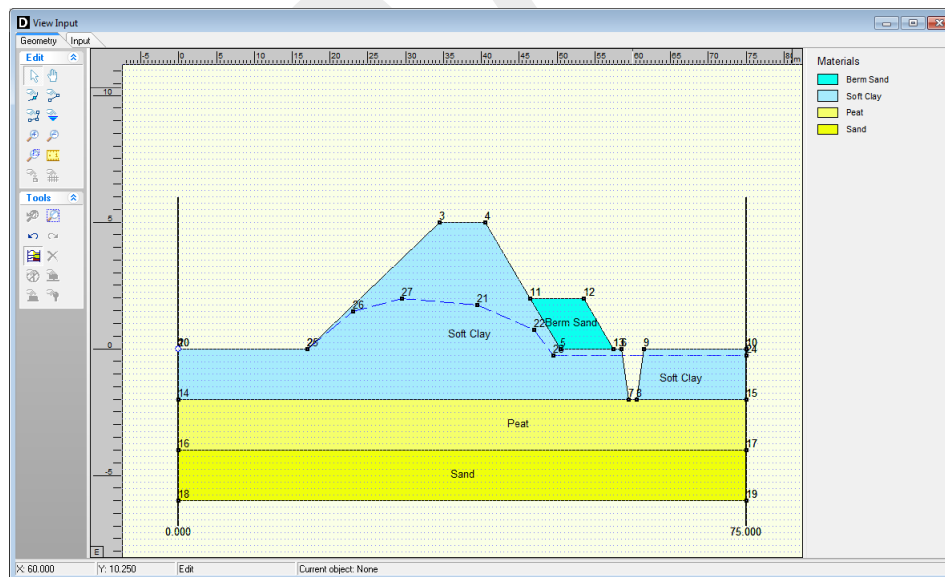 View Input
Geometry Input
Edit
Tools
-5 0 5 10 15 20 25 30 35 40 45 50 55 60 65 70 75 80 m
10
5
0
-5
E
3 4
11 12
27
21
26
22
Berm Sand
Soft Clay
20 25 5 13 6 9 10
24
Soft Clay
14 7 8 15
Peat
16 17
Sand
18 19
0.000 75.000
Materials
Berm Sand
Soft Clay
Peat
Sand
X: 60.000 Y: 10.250 Edit Current object: None